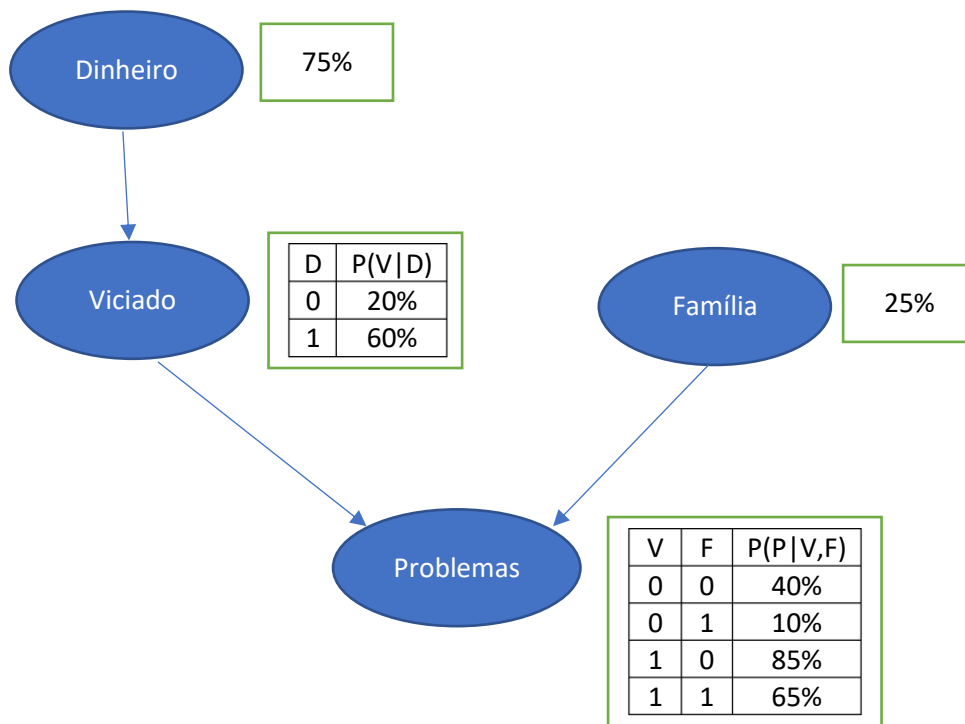 Dinheiro
75%
Viciado
D P(V|D)
0 20%
1 60%
Família
25%
Problemas
V F P(P|V,F)
0 0 40%
0 1 10%
1 0 85%
1 1 65%